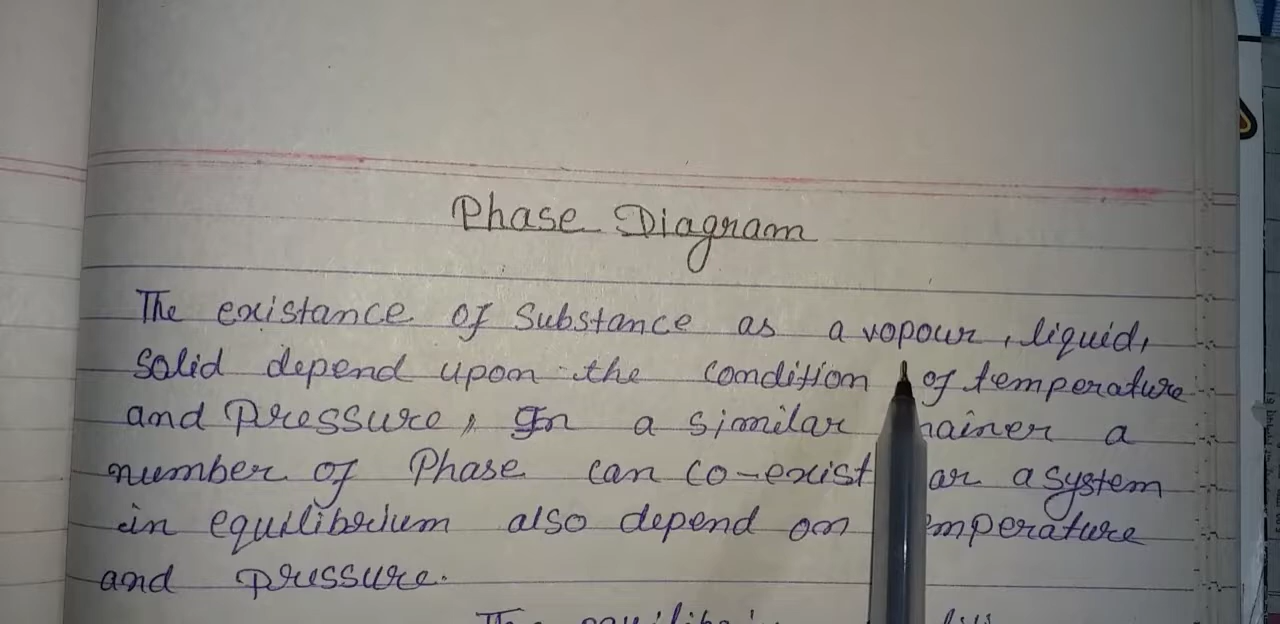 Phase Diagram
The existance of Substance as a vopour, liquid,
Solid depend upon the condition of temperature
and Pressure, In a similar a
number of Phase can co-exist a system
in equilibrium also depend on
and pressure.